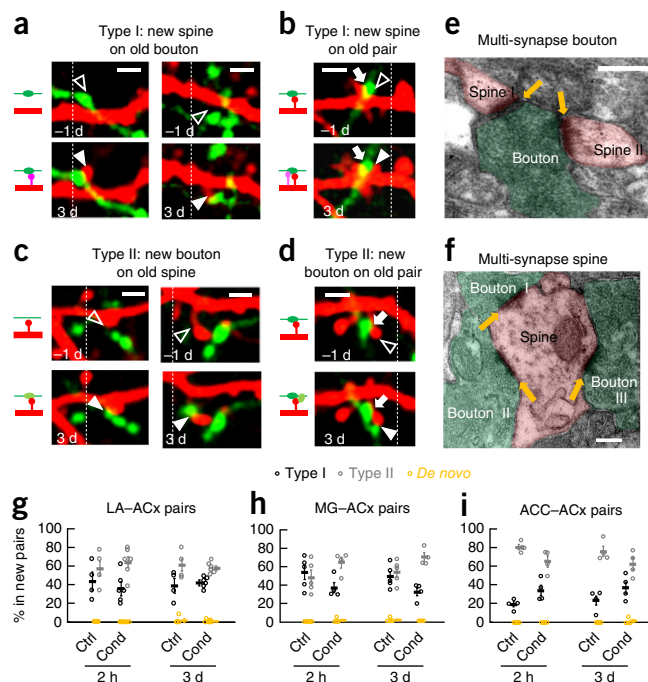 a
Type I: new spine
on old bouton
–1 d
3 d
b
Type I: new spine
on old pair
–1 d
3 d
e
Multi-synapse bouton
Spine I
Bouton
Spine II
c
Type II: new bouton
on old spine
–1 d
–1 d
3 d
3 d
d
Type II: new
bouton on old pair
–1 d
3 d
f
Multi-synapse spine
Bouton I
Spine
Bouton II
Bouton
III
Type I Type II De novo
g
LA–ACx pairs
% in new pairs
100
80
60
40
20
0
Ctrl
Cond
Ctrl
Cond
2 h
3 d
h
MG–ACx pairs
100
80
60
40
20
0
Ctrl
Cond
Ctrl
Cond
2 h
3 d
i
ACC–ACx pairs
100
80
60
40
20
0
Ctrl
Cond
Ctrl
Cond
2 h
3 d